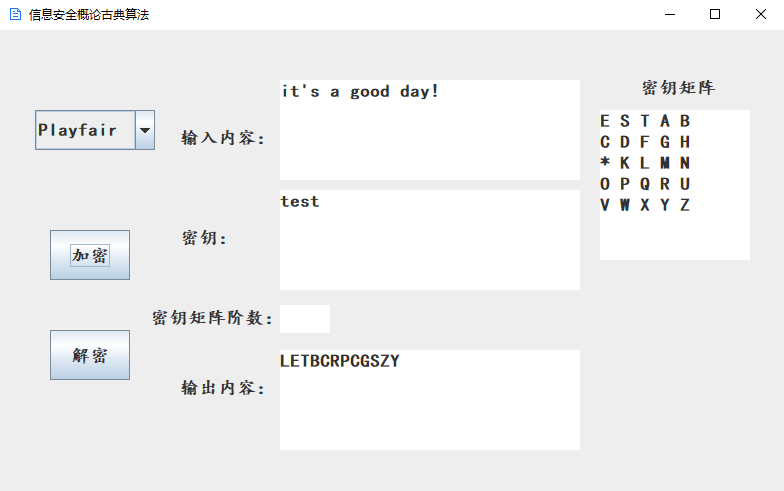 信息安全概论古典算法
Playfair
输入内容：
it's a good day!
密钥矩阵
E S T A B
C D F G H
* K L M N
O P Q R U
V W X Y Z
密钥：
test
加密
密钥矩阵阶数：
解密
输出内容：
LETBCRPCGSZY